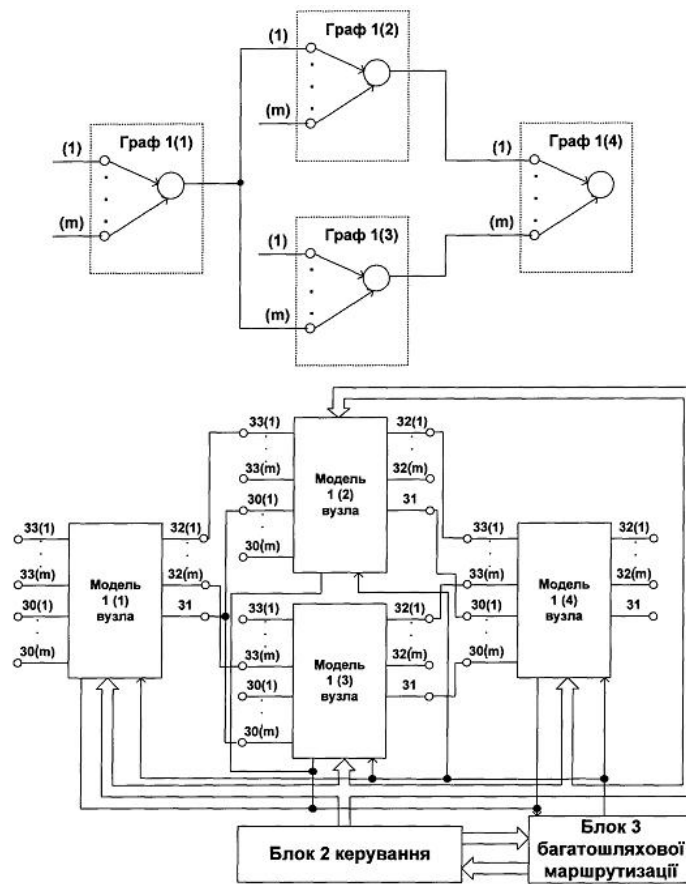 Граф 1(2)
(1)
(m)
Граф 1(1)
(1)
(m)
Граф 1(4)
(1)
(m)
Граф 1(3)
(1)
(m)
33(1)
33(m)
30(1)
30(m)
Модель
1 (2)
вузла
32(1)
32(m)
31
33(1)
33(m)
30(1)
30(m)
Модель
1 (1)
вузла
32(1)
32(m)
31
33(1)
33(m)
30(1)
30(m)
Модель
1 (3)
вузла
32(1)
32(m)
31
33(1)
33(m)
30(1)
30(m)
Модель
1 (4)
вузла
32(1)
32(m)
31
Блок 2 керування
Блок 3
багатошляхової
маршрутизації